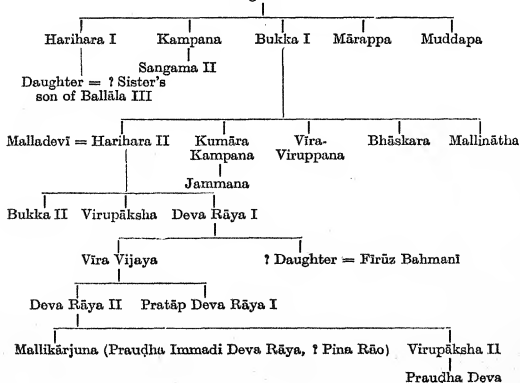 Harihara I Kampana Bukka I Mārappa Muddapa
Sangama II
Daughter = ? Sister's
son of Ballāla III
Malladevī = Harihara II Kumāra Vīra- Bhāskara Mallinātha
Kampana Viruppana
Jammana
Bukka II Virupāksha Deva Rāya I
Vīra Vijaya ? Daughter = Fīrūz Bahmanī
Deva Rāya II Pratāp Deva Rāya I
Mallikārjuna (Praudha Immadi Deva Rāya, ? Pina Rāo) Virupāksha II
Praudha Deva